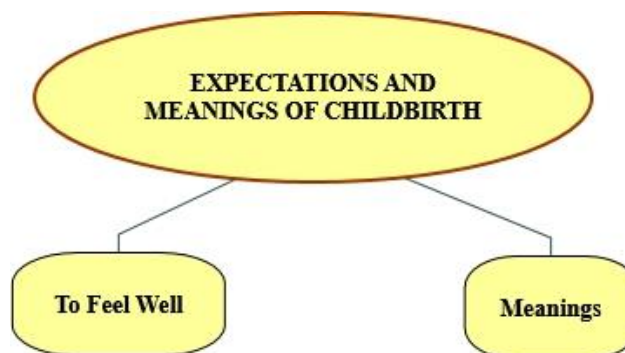 EXPECTATIONS AND
MEANINGS OF CHILDBIRTH
To Feel Well
Meanings